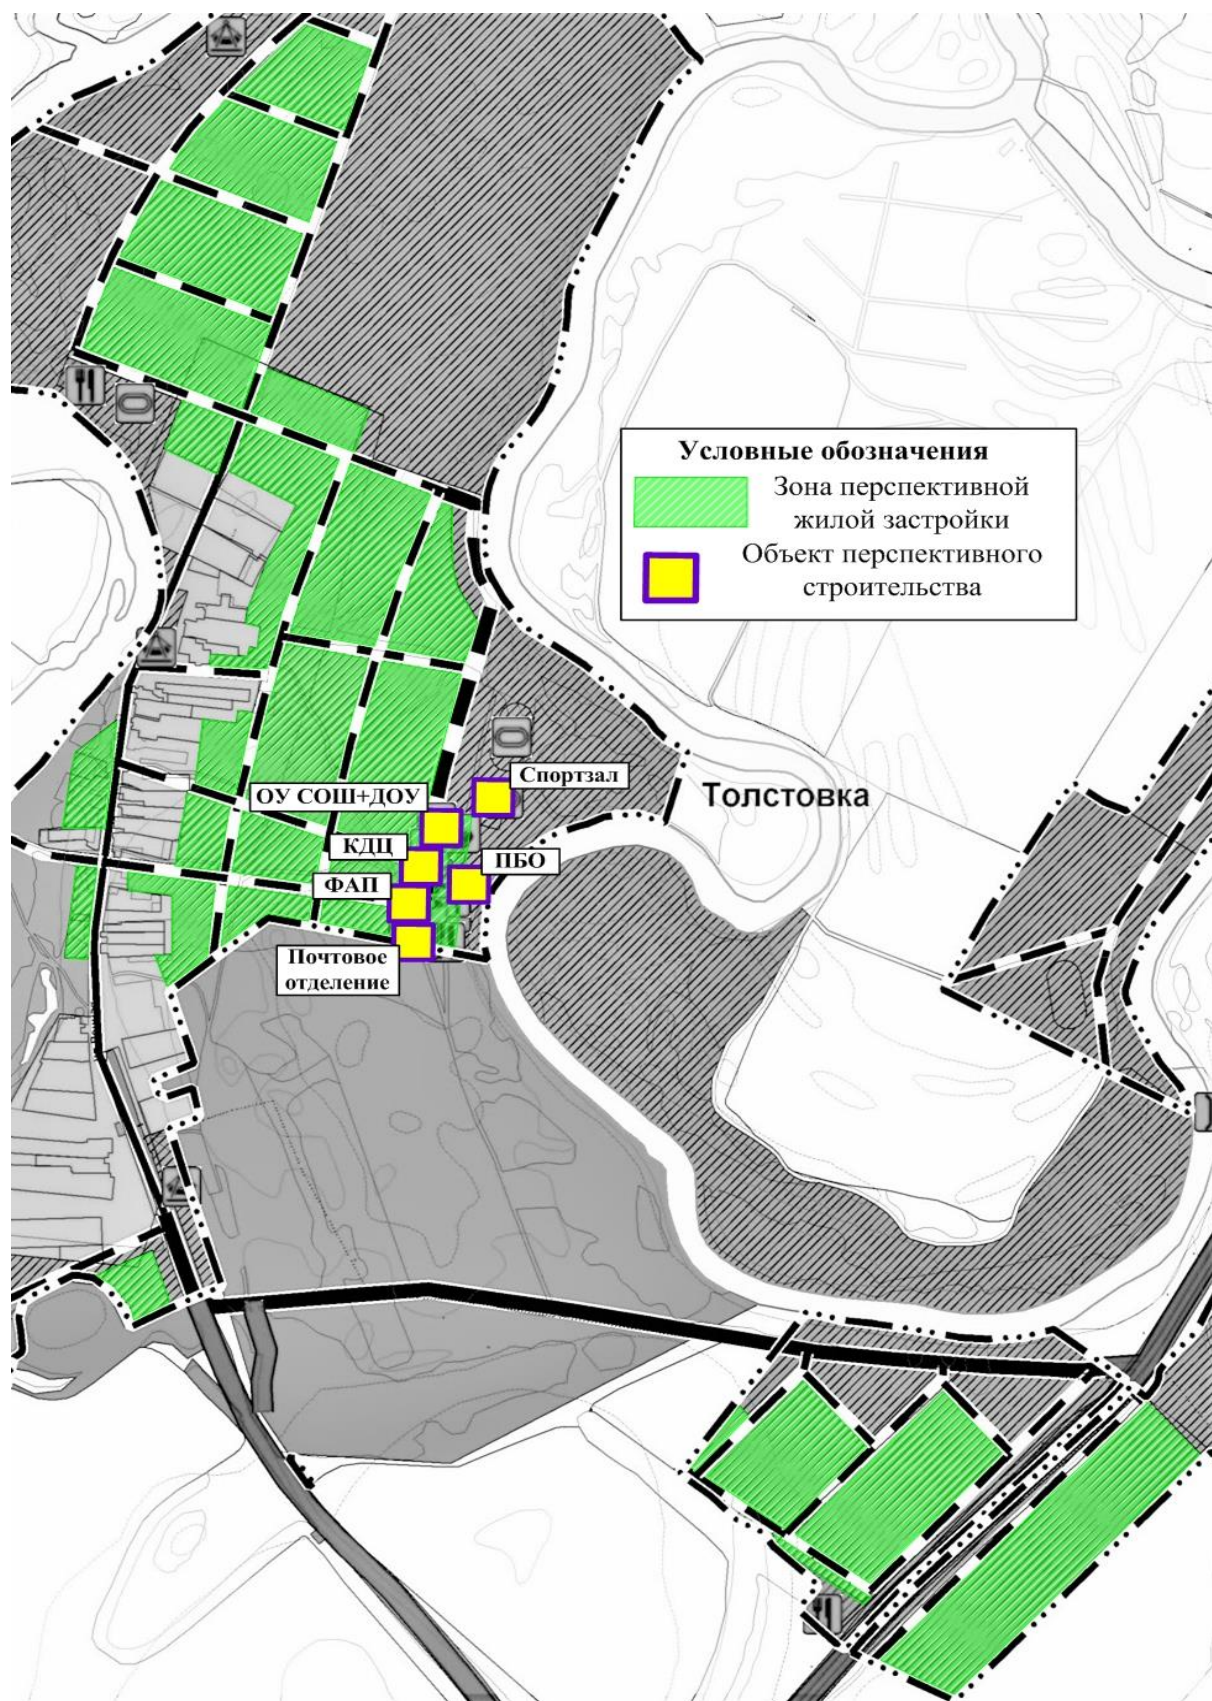 Условные обозначения
Зона перспективной
жилой застройки
Объект перспективного
строительства
Спортзал
ОУ СОШ+ДОУ
Толстовка
КДЦ
ПБО
ФАП
Почтовое
отделение